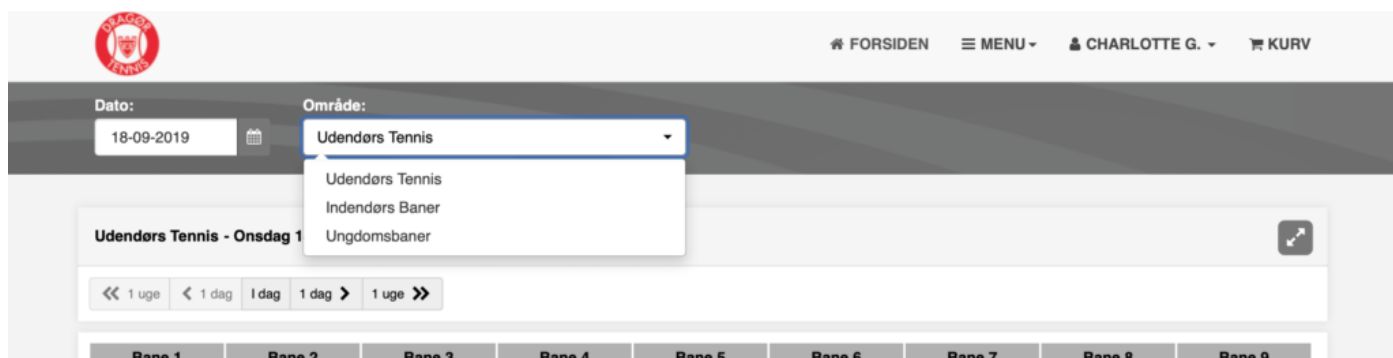 DRAGØR
TENNIS
FORSIDEN MENU CHARLOTTE G. KURV
Dato: Område:
18-09-2019 Udendørs Tennis
Udendørs Tennis
Indendørs Baner
Ungdomsbaner
Udendørs Tennis - Onsdag 1
1 uge 1 dag I dag 1 dag 1 uge
Bane 1 Bane 2 Bane 3 Bane 4 Bane 5 Bane 6 Bane 7 Bane 8 Bane 9